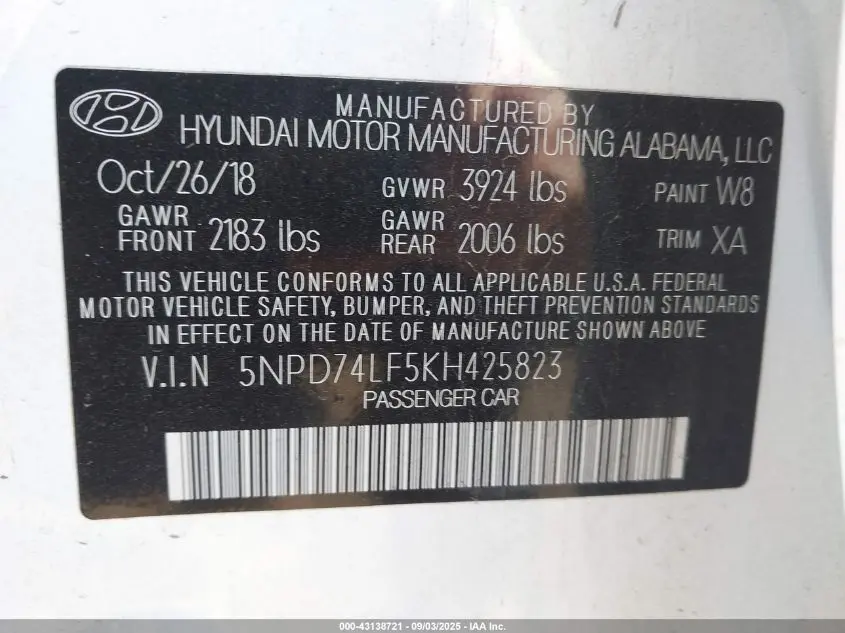 MANUFACTURED BY
HYUNDAI MOTOR MANUFACTURING ALABAMA, LLC
Oct/26/18 GVWR 3924 lbs PAINT W8
GAWR FRONT 2183 lbs GAWR REAR 2006 lbs TRIM XA
THIS VEHICLE CONFORMS TO ALL APPLICABLE U.S.A. FEDERAL
MOTOR VEHICLE SAFETY, BUMPER, AND THEFT PREVENTION STANDARDS
IN EFFECT ON THE DATE OF MANUFACTURE SHOWN ABOVE
V.I.N 5NPD74LF5KH425823
PASSENGER CAR
000-43138721 - 09/03/2025 - IAA Inc.